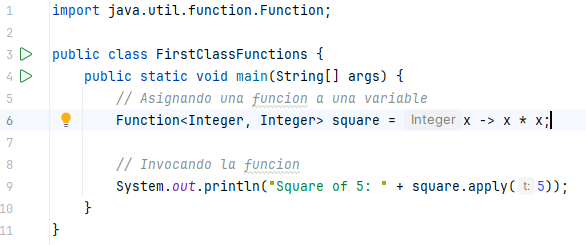 1 import java.util.function.Function;
2
3 public class FirstClassFunctions {
4 public static void main(String[] args) {
5 // Asignando una funcion a una variable
6 Function<Integer, Integer> square = Integer x -> x * x;
7
8 // Invocando la funcion
9 System.out.println("Square of 5: " + square.apply( t: 5));
10 }
11 }